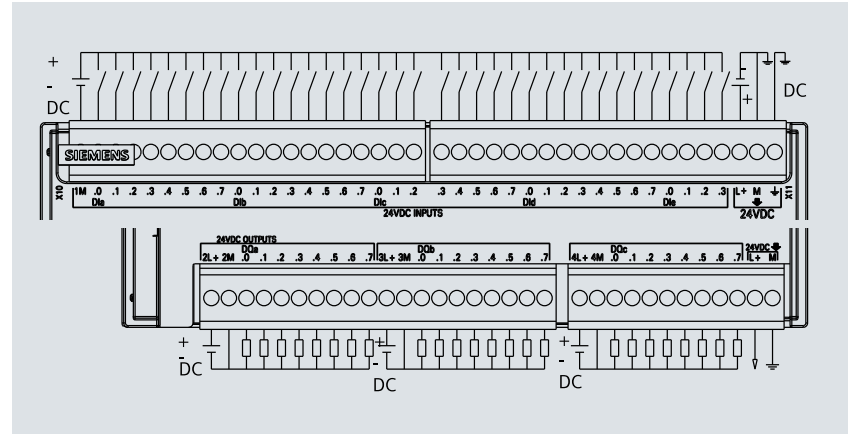 +
-
DC
-
+
DC
SIEMENS
X10
X11
1M .0 .1 .2 .3 .4 .5 .6 .7 .0 .1 .2 .3 .4 .5 .6 .7 .0 .1 .2 .3 .4 .5 .6 .7 .0 .1 .2 .3 .4 .5 .6 .7 .0 .1 .2 .3 L+ M
DIa DIb DIc DId DIe
24VDC INPUTS 24VDC
24VDC OUTPUTS
DQa DQb DQc 24VDC
2L+ 2M .0 .1 .2 .3 .4 .5 .6 .7 3L+ 3M .0 .1 .2 .3 .4 .5 .6 .7 4L+ 4M .0 .1 .2 .3 .4 .5 .6 .7 L+ M
+
-
DC
+
-
DC
+
-
DC